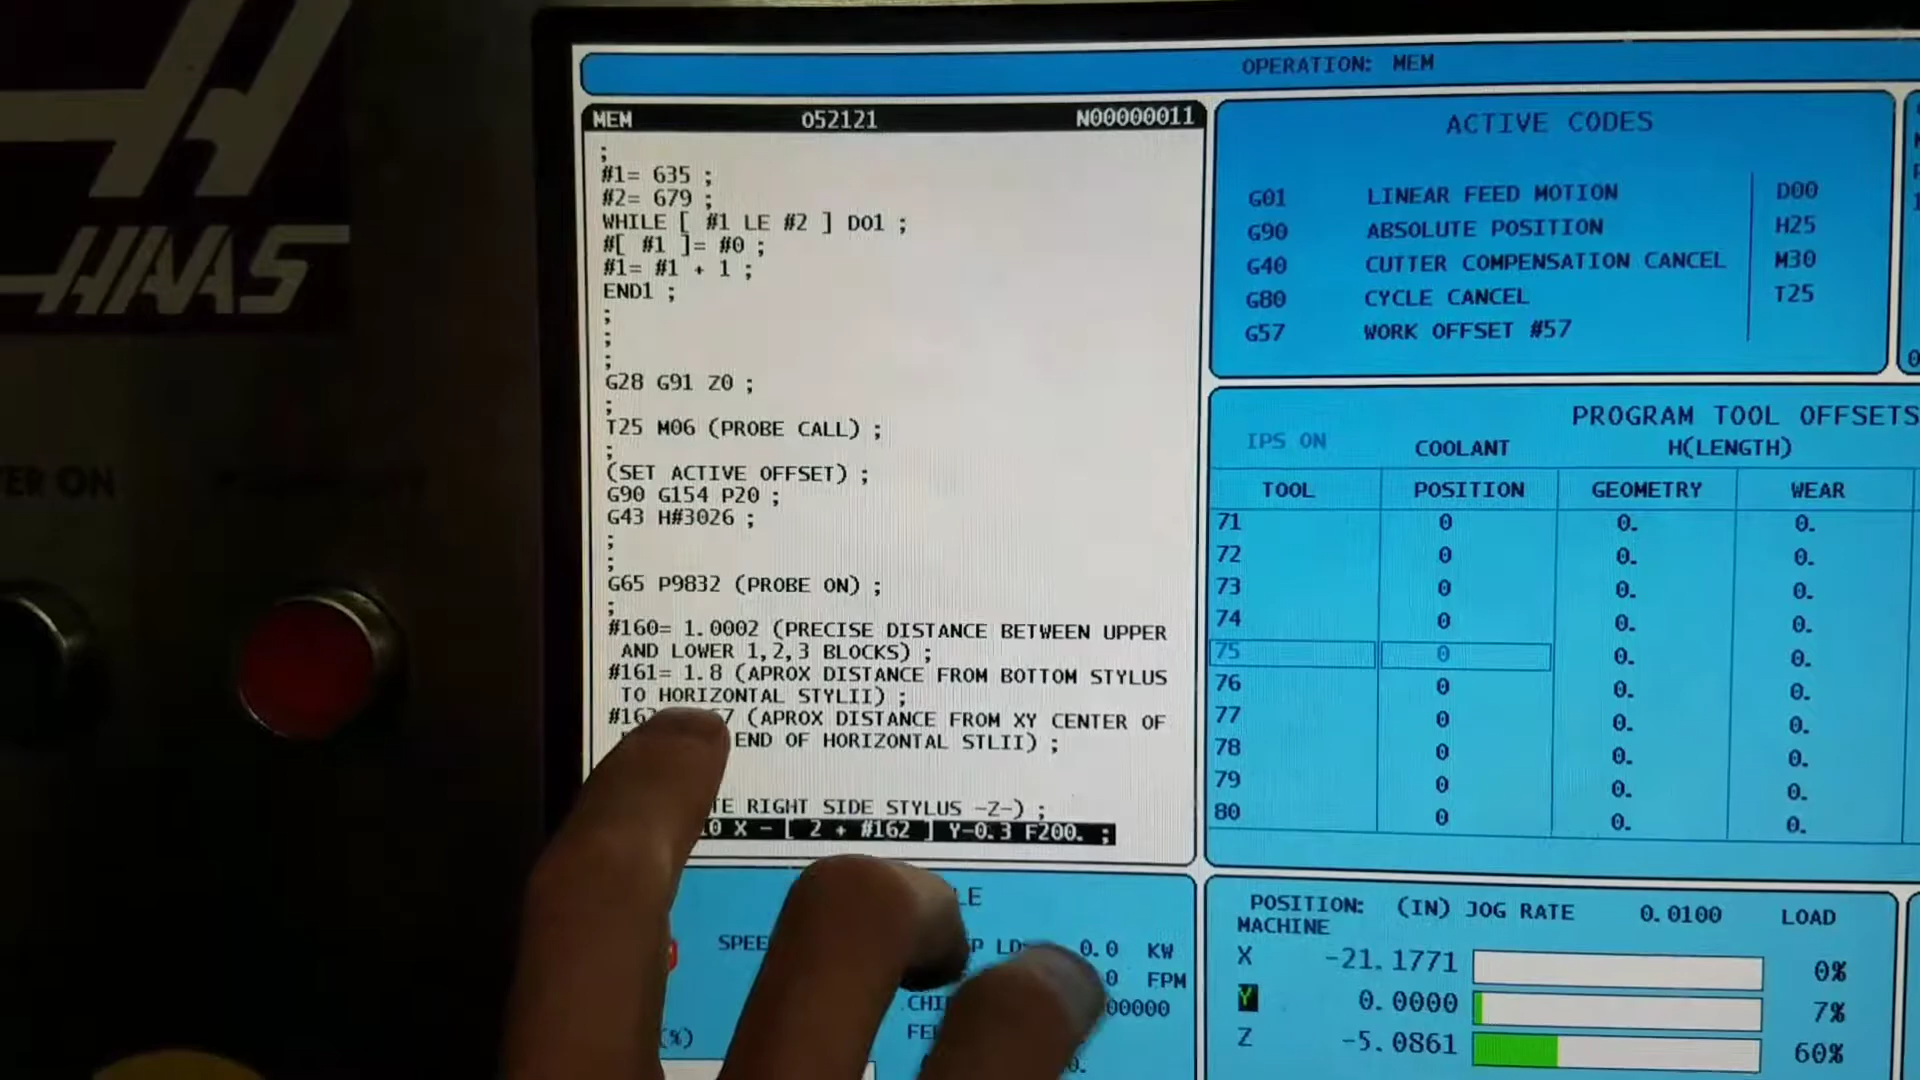 HAAS
ER ON
OPERATION: MEM
MEM O52121 N00000011
;
#1= 635 ;
#2= 679 ;
WHILE [ #1 LE #2 ] DO1 ;
#[ #1 ]= #0 ;
#1= #1 + 1 ;
END1 ;
;
;
;
G28 G91 Z0 ;
;
T25 M06 (PROBE CALL) ;
;
(SET ACTIVE OFFSET) ;
G90 G154 P20 ;
G43 H#3026 ;
;
;
G65 P9832 (PROBE ON) ;
;
#160= 1.0002 (PRECISE DISTANCE BETWEEN UPPER
AND LOWER 1,2,3 BLOCKS) ;
#161= 1.8 (APROX DISTANCE FROM BOTTOM STYLUS
TO HORIZONTAL STYLII) ;
#16 7 (APROX DISTANCE FROM XY CENTER OF
END OF HORIZONTAL STLII) ;
TE RIGHT SIDE STYLUS -Z-) ;
0 X - [ 2 + #162 ] Y-0.3 F200. ;
ACTIVE CODES
G01 LINEAR FEED MOTION D00
G90 ABSOLUTE POSITION H25
G40 CUTTER COMPENSATION CANCEL M30
G80 CYCLE CANCEL T25
G57 WORK OFFSET #57
PROGRAM TOOL OFFSETS
IPS ON COOLANT H(LENGTH)
TOOL POSITION GEOMETRY WEAR
71 0 0. 0.
72 0 0. 0.
73 0 0. 0.
74 0 0. 0.
75 0 0. 0.
76 0 0. 0.
77 0 0. 0.
78 0 0. 0.
79 0 0. 0.
80 0 0. 0.
LE
SPEE P LD 0.0 KW
0 FPM
CHI 00000
FE
(%) 0.
POSITION: (IN) JOG RATE 0.0100 LOAD
MACHINE
X -21.1771 0%
Y 0.0000 7%
Z -5.0861 60%